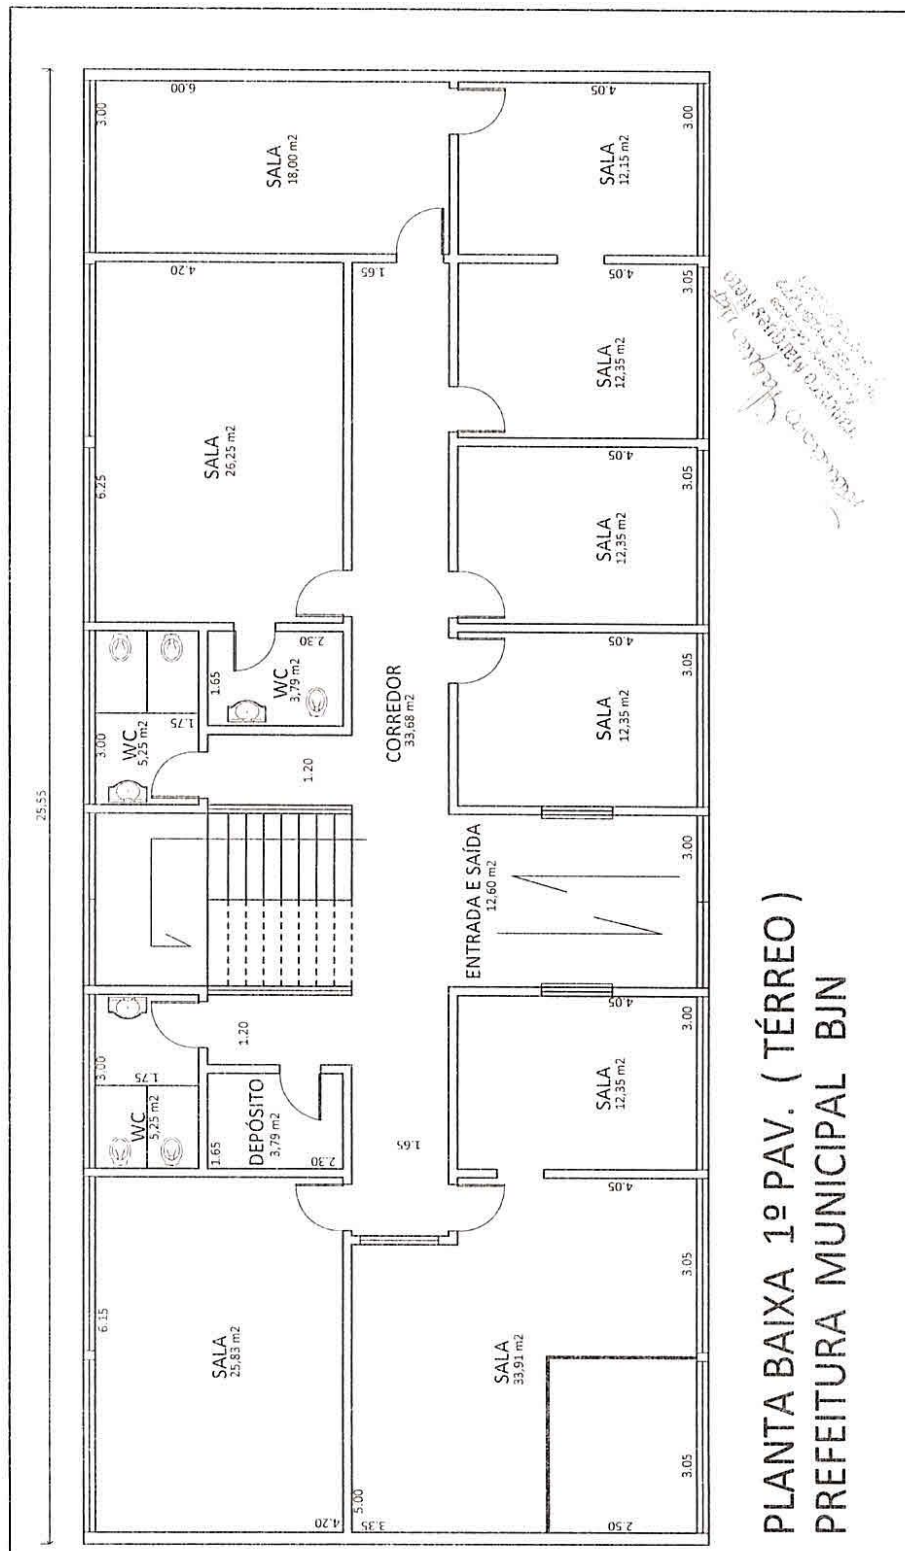 25.55
6.15
3.00
3.00
6.25
3.00
SALA
25,83 m2
4.20
WC
5,25 m2
1.75
WC
5,25 m2
1.75
SALA
26,25 m2
4.20
SALA
18,00 m2
6.00
1.65
DEPÓSITO
3,79 m2
2.30
1.20
1.20
1.65
WC
3,79 m2
2.30
5.00
3.35
1.65
CORREDOR
33,68 m2
1.65
SALA
33,91 m2
4.05
SALA
12,35 m2
4.05
ENTRADA E SAÍDA
12,60 m2
SALA
12,35 m2
4.05
SALA
12,35 m2
4.05
SALA
12,35 m2
4.05
SALA
12,15 m2
4.05
2.50
3.05
3.05
3.00
3.00
3.05
3.05
3.05
3.00
PLANTA BAIXA 1º PAV. ( TÉRREO )
PREFEITURA MUNICIPAL BJN
Marques Neto